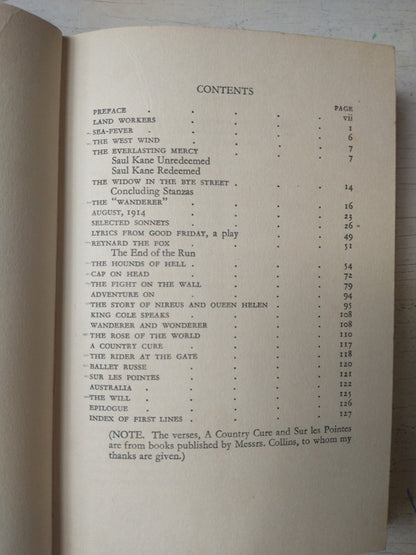 CONTENTS
PREFACE . . . . . PAGE
LAND WORKERS . . . . . vii
SEA-FEVER . . . . . 1
THE WEST WIND . . . . . 6
THE EVERLASTING MERCY . . . . 7
Saul Kane Unredeemed . . . . 7
Saul Kane Redeemed
THE WIDOW IN THE BYE STREET . . . .
Concluding Stanzas . . . . 14
THE "WANDERER" . . . . . 16
AUGUST, 1914 . . . . . 23
SELECTED SONNETS . . . . . 26
LYRICS FROM GOOD FRIDAY, a play . . . 49
REYNARD THE FOX . . . . . 51
The End of the Run
THE HOUNDS OF HELL . . . . . 54
CAP ON HEAD . . . . . 72
THE FIGHT ON THE WALL . . . . 79
ADVENTURE ON . . . . . 94
THE STORY OF NIREUS AND QUEEN HELEN . . . 95
KING COLE SPEAKS . . . . . 108
WANDERER AND WONDERER . . . . 108
THE ROSE OF THE WORLD . . . . 110
A COUNTRY CURE . . . . . 117
THE RIDER AT THE GATE . . . . 118
BALLET RUSSE . . . . . 120
SUR LES POINTES . . . . . 121
AUSTRALIA . . . . . 122
THE WILL . . . . . 125
EPILOGUE . . . . . 126
INDEX OF FIRST LINES . . . . . 127
(NOTE. The verses, A Country Cure and Sur les Pointes
are from books published by Messrs. Collins, to whom my
thanks are given.)